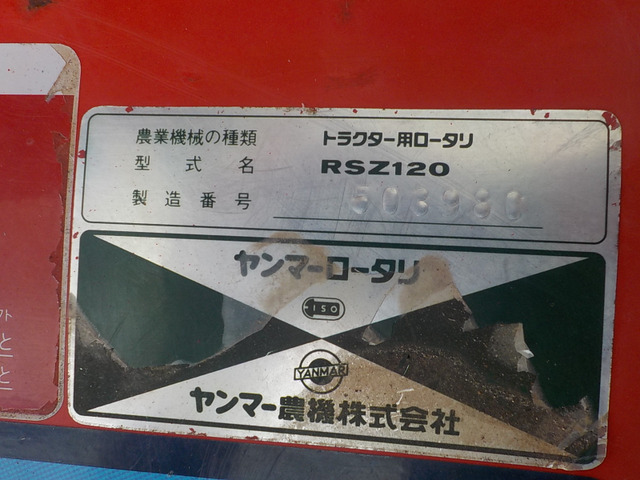 農業機械の種類 トラクター用ロータリ
型式名 RSZ120
製造番号
ヤンマーロータリ
ISO
YANMAR
ヤンマー農機株式会社
と
と